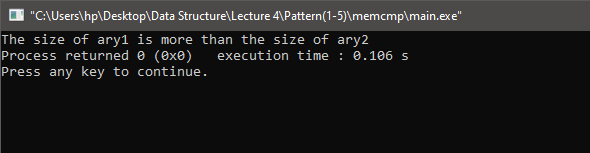 "C:\Users\hp\Desktop\Data Structure\Lecture 4\Pattern(1-5)\memcmp\main.exe"
The size of ary1 is more than the size of ary2
Process returned 0 (0x0)   execution time : 0.106 s
Press any key to continue.